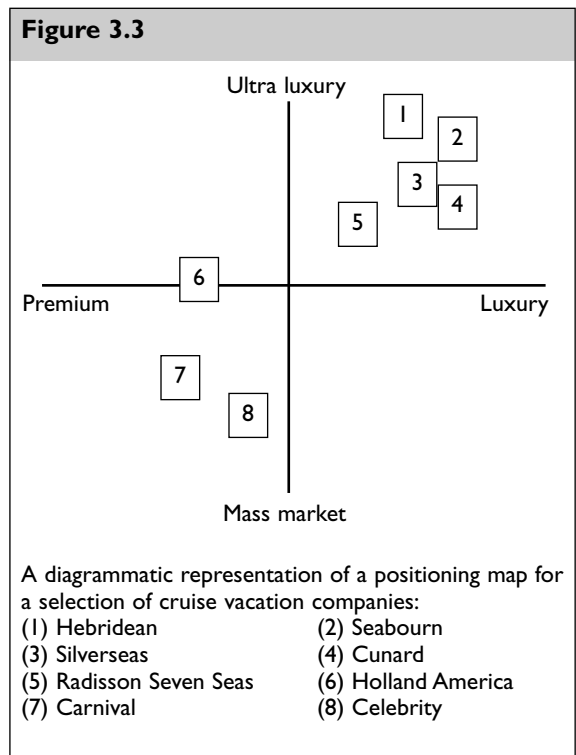 Figure 3.3
Ultra luxury
1
2
3
4
5
6
Premium
Luxury
7
8
Mass market
A diagrammatic representation of a positioning map for
a selection of cruise vacation companies:
(1) Hebridean (2) Seabourn
(3) Silverseas (4) Cunard
(5) Radisson Seven Seas (6) Holland America
(7) Carnival (8) Celebrity